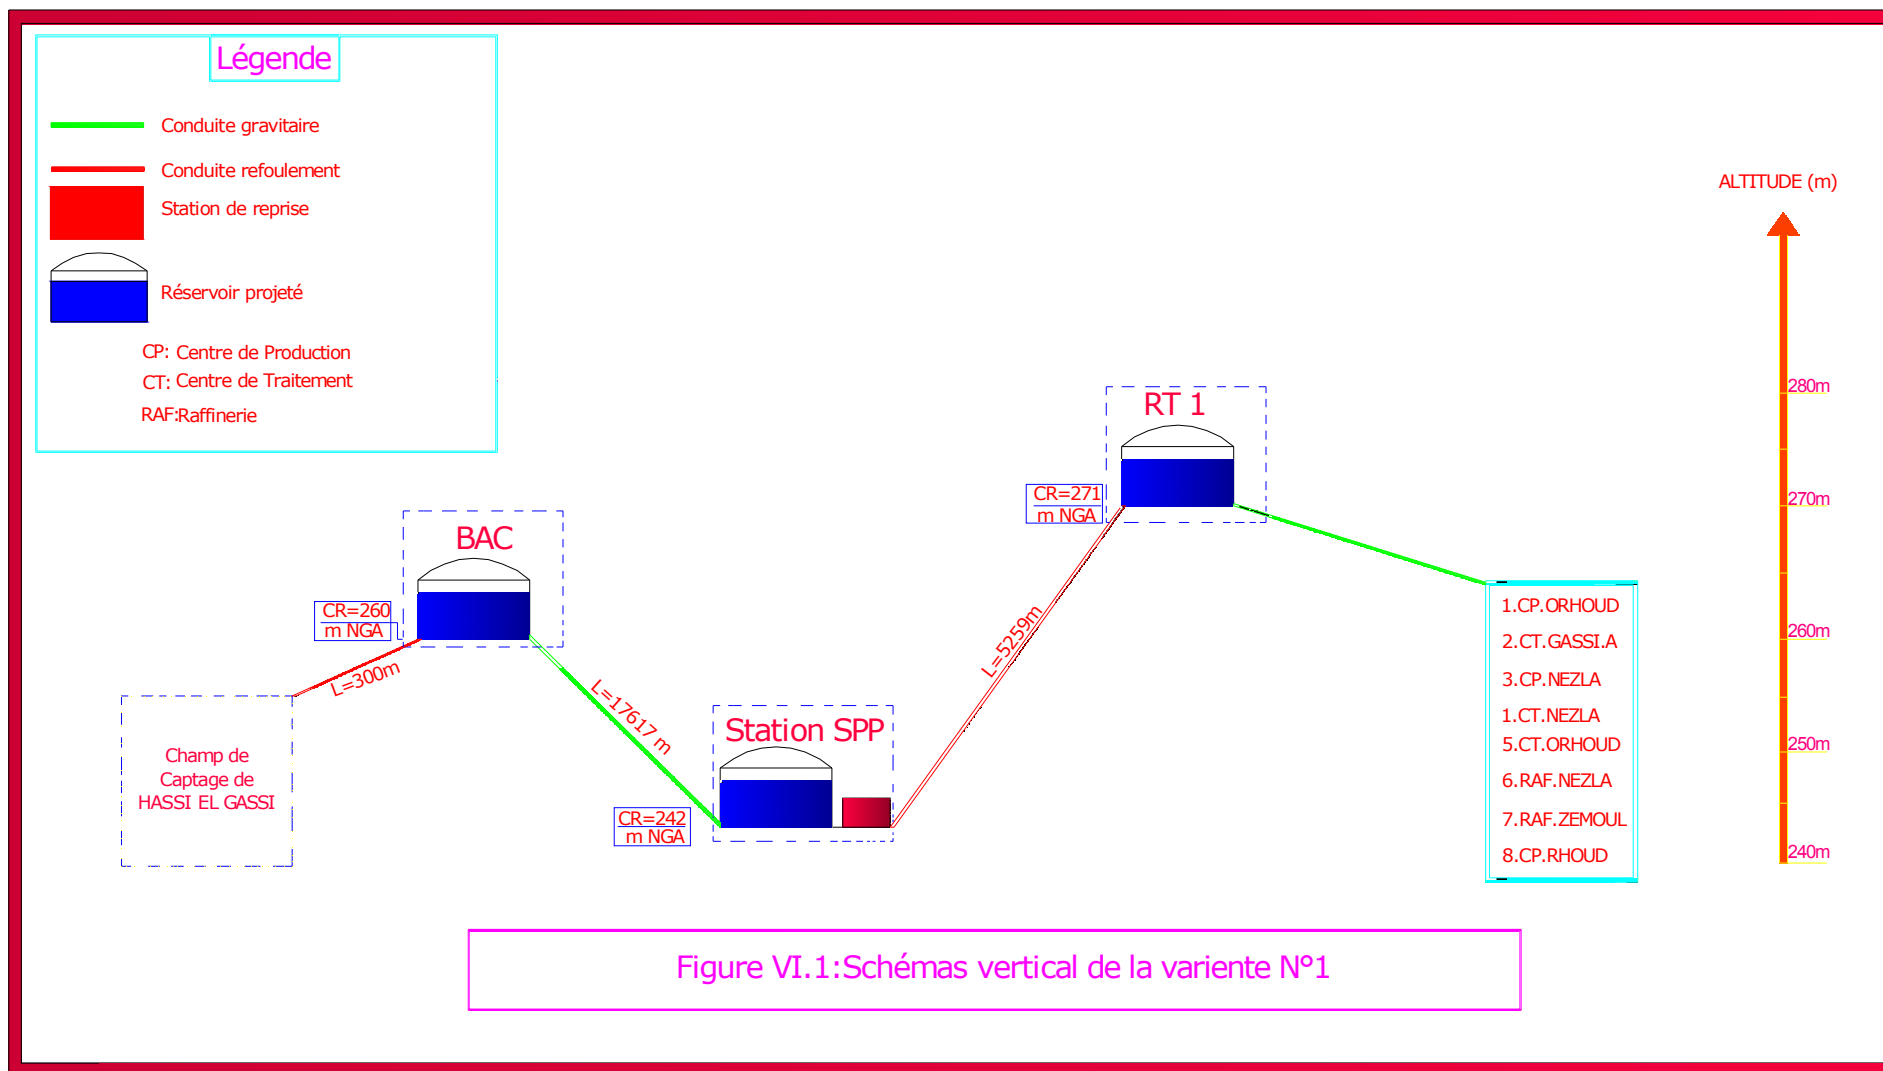 Légende
Conduite gravitaire
Conduite refoulement
Station de reprise
Réservoir projeté
CP: Centre de Production
CT: Centre de Traitement
RAF:Raffinerie
ALTITUDE (m)
280m
270m
260m
250m
240m
RT 1
CR=271
m NGA
BAC
CR=260
m NGA
L=300m
L=17617 m
L=5259m
Station SPP
CR=242
m NGA
Champ de
Captage de
HASSI EL GASSI
1.CP.ORHOUD
2.CT.GASSI.A
3.CP.NEZLA
1.CT.NEZLA
5.CT.ORHOUD
6.RAF.NEZLA
7.RAF.ZEMOUL
8.CP.RHOUD
Figure VI.1:Schémas vertical de la variente N°1